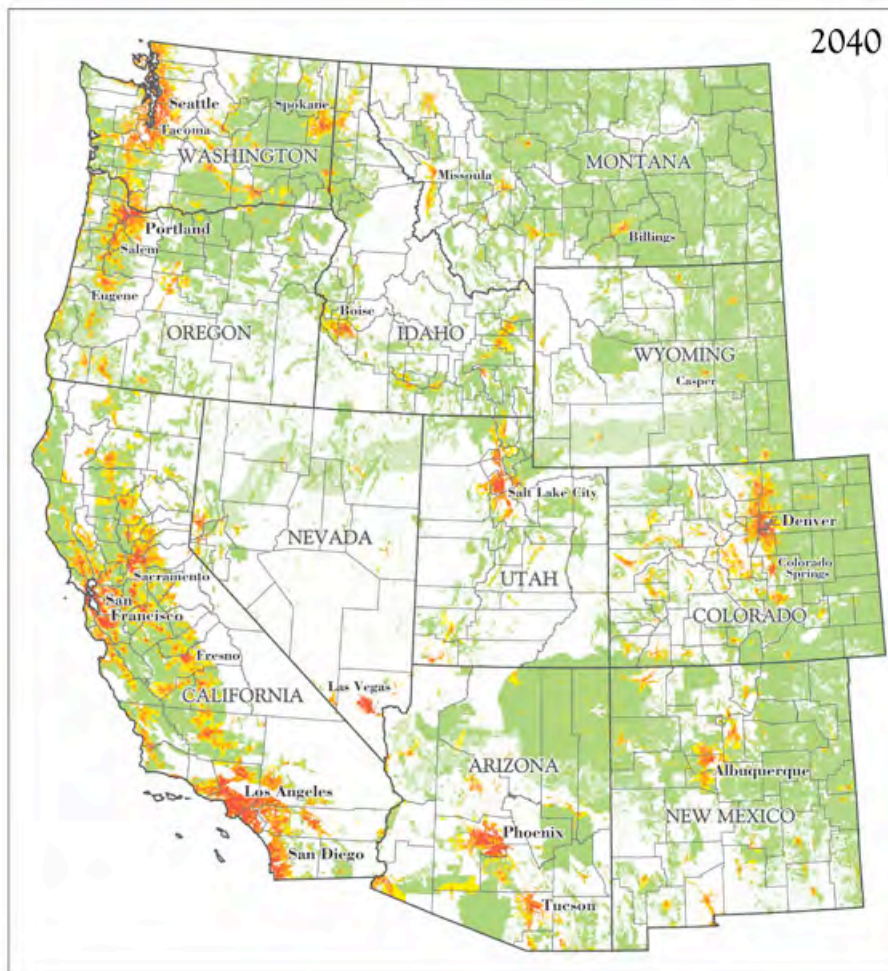 2040
Seattle
Tacoma
Spokane
WASHINGTON
Missoula
MONTANA
Billings
Portland
Salem
Eugene
OREGON
Boise
IDAHO
WYOMING
Casper
Salt Lake City
NEVADA
UTAH
Denver
Colorado
Springs
COLORADO
Sacramento
San
Francisco
Fresno
CALIFORNIA
Las Vegas
Los Angeles
San Diego
ARIZONA
Phoenix
Tucson
Albuquerque
NEW MEXICO